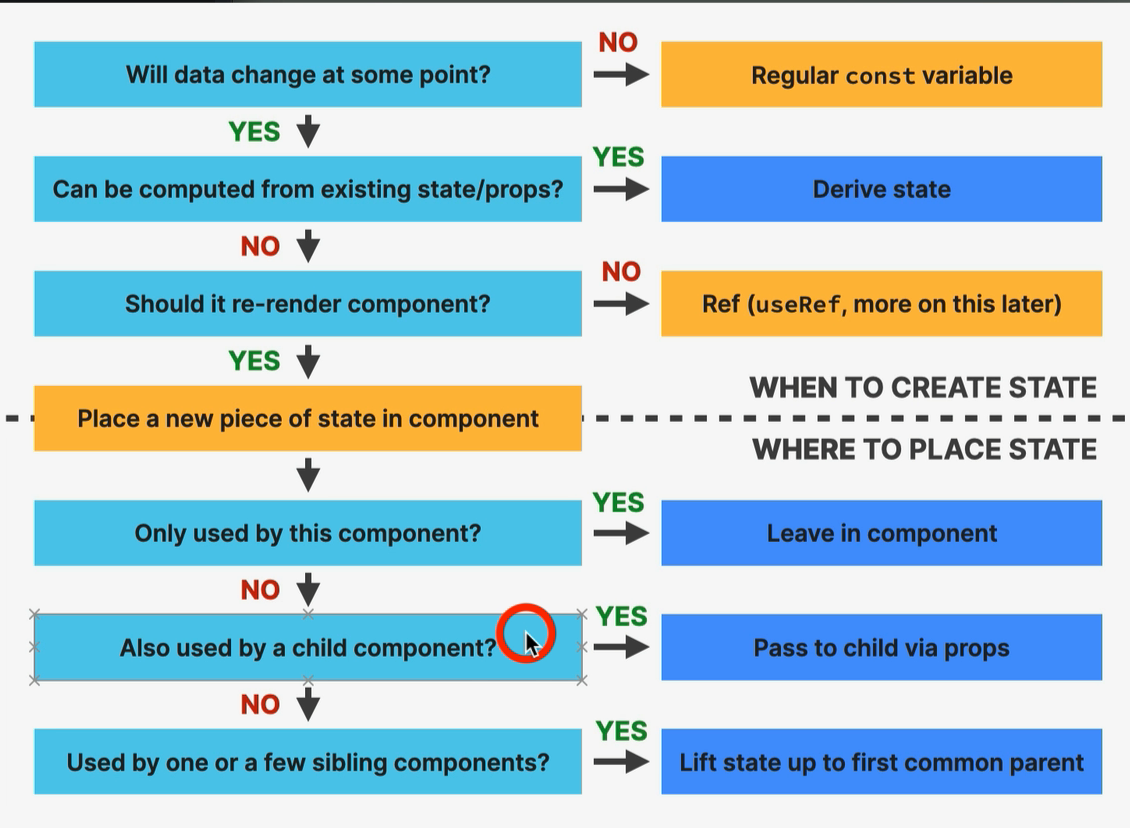 Will data change at some point?
NO
Regular const variable
YES
Can be computed from existing state/props?
YES
Derive state
NO
Should it re-render component?
NO
Ref (useRef, more on this later)
YES
Place a new piece of state in component
WHEN TO CREATE STATE
WHERE TO PLACE STATE
Only used by this component?
YES
Leave in component
NO
Also used by a child component?
YES
Pass to child via props
NO
Used by one or a few sibling components?
YES
Lift state up to first common parent